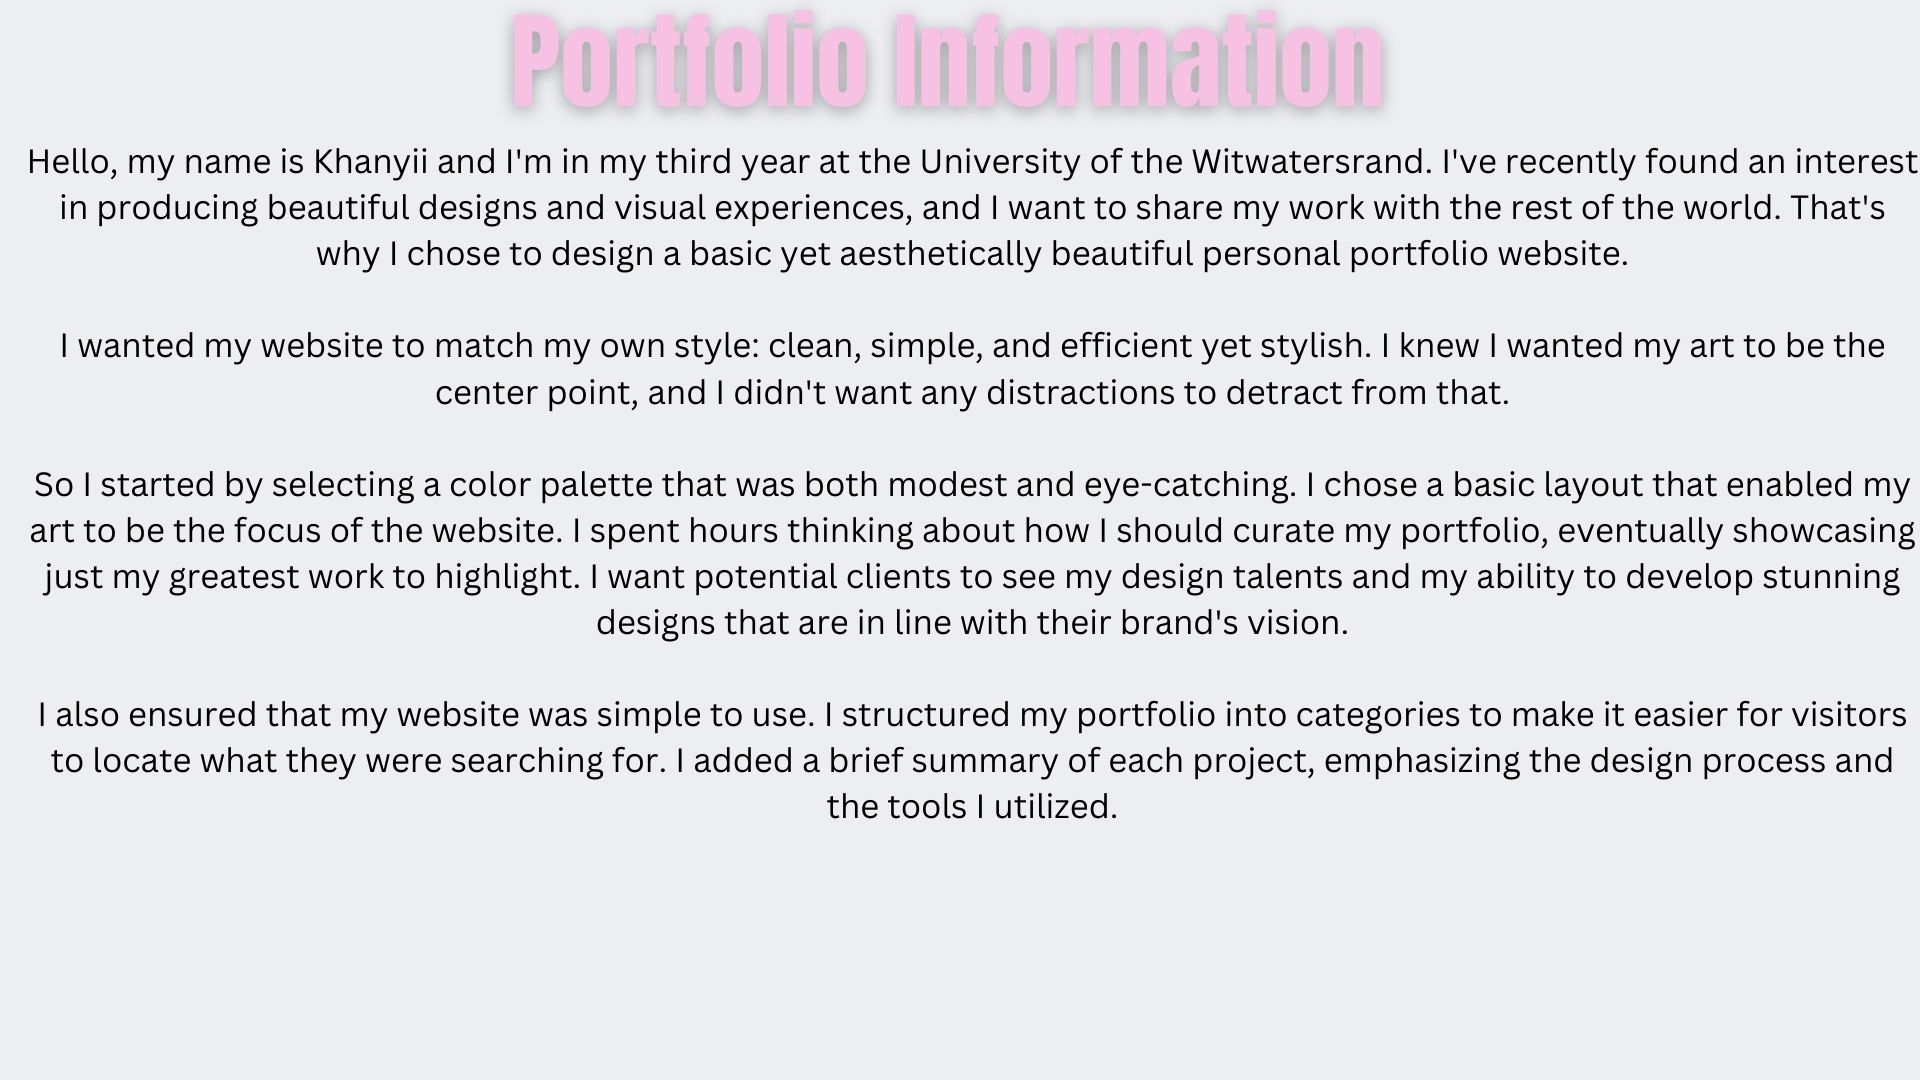 Portfolio Information
Hello, my name is Khanyii and I'm in my third year at the University of the Witwatersrand. I've recently found an interest
in producing beautiful designs and visual experiences, and I want to share my work with the rest of the world. That's
why I chose to design a basic yet aesthetically beautiful personal portfolio website.
I wanted my website to match my own style: clean, simple, and efficient yet stylish. I knew I wanted my art to be the
center point, and I didn't want any distractions to detract from that.
So I started by selecting a color palette that was both modest and eye-catching. I chose a basic layout that enabled my
art to be the focus of the website. I spent hours thinking about how I should curate my portfolio, eventually showcasing
just my greatest work to highlight. I want potential clients to see my design talents and my ability to develop stunning
designs that are in line with their brand's vision.
I also ensured that my website was simple to use. I structured my portfolio into categories to make it easier for visitors
to locate what they were searching for. I added a brief summary of each project, emphasizing the design process and
the tools I utilized.